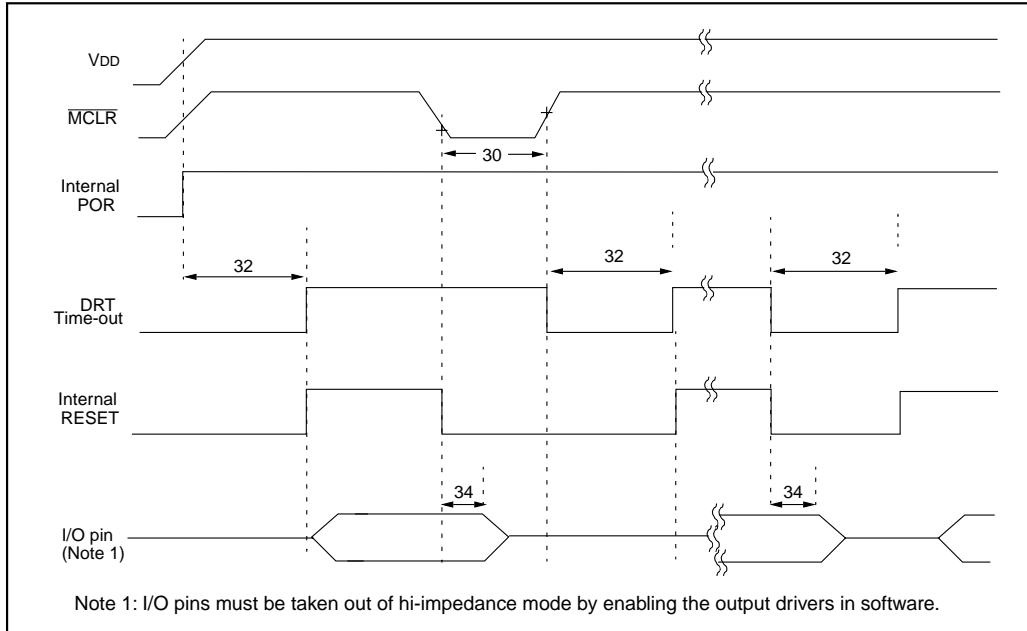 VDD
MCLR
30
Internal
POR
32
32
32
DRT
Time-out
Internal
RESET
34
34
I/O pin
(Note 1)
Note 1: I/O pins must be taken out of hi-impedance mode by enabling the output drivers in software.